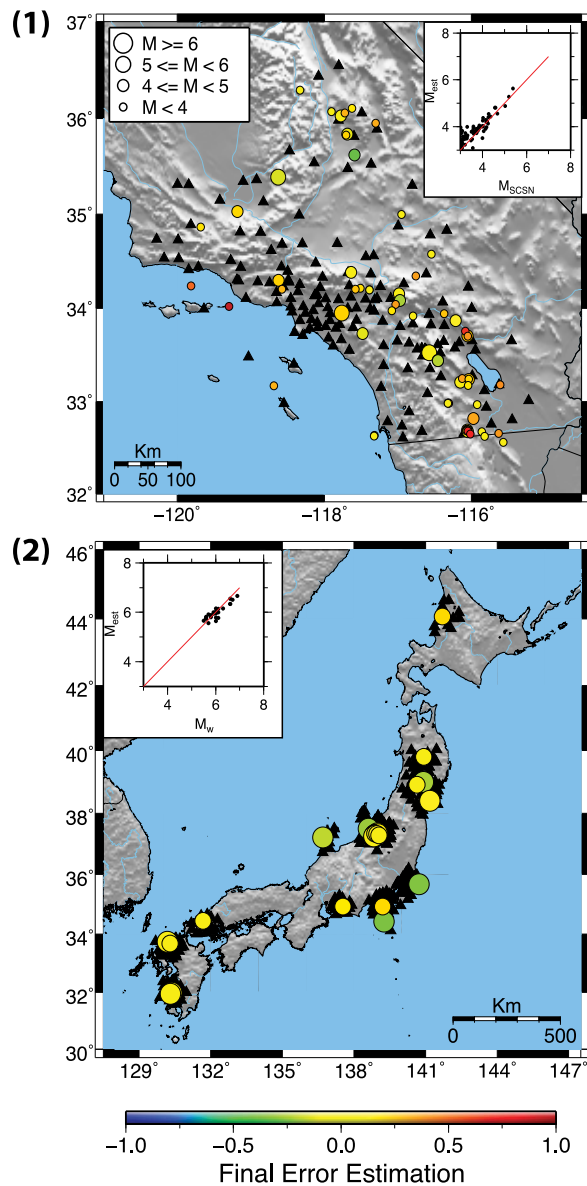 (1)
37°
36°
35°
34°
33°
32°
M >= 6
5 <= M < 6
4 <= M < 5
M < 4
M_est
8
6
4
4 6 8
M_SCSN
Km
0 50 100
−120° −118° −116°
(2)
46°
44°
42°
40°
38°
36°
34°
32°
30°
M_est
8
6
4
4 6 8
M_w
Km
0 500
129° 132° 135° 138° 141° 144° 147°
−1.0 −0.5 0.0 0.5 1.0
Final Error Estimation